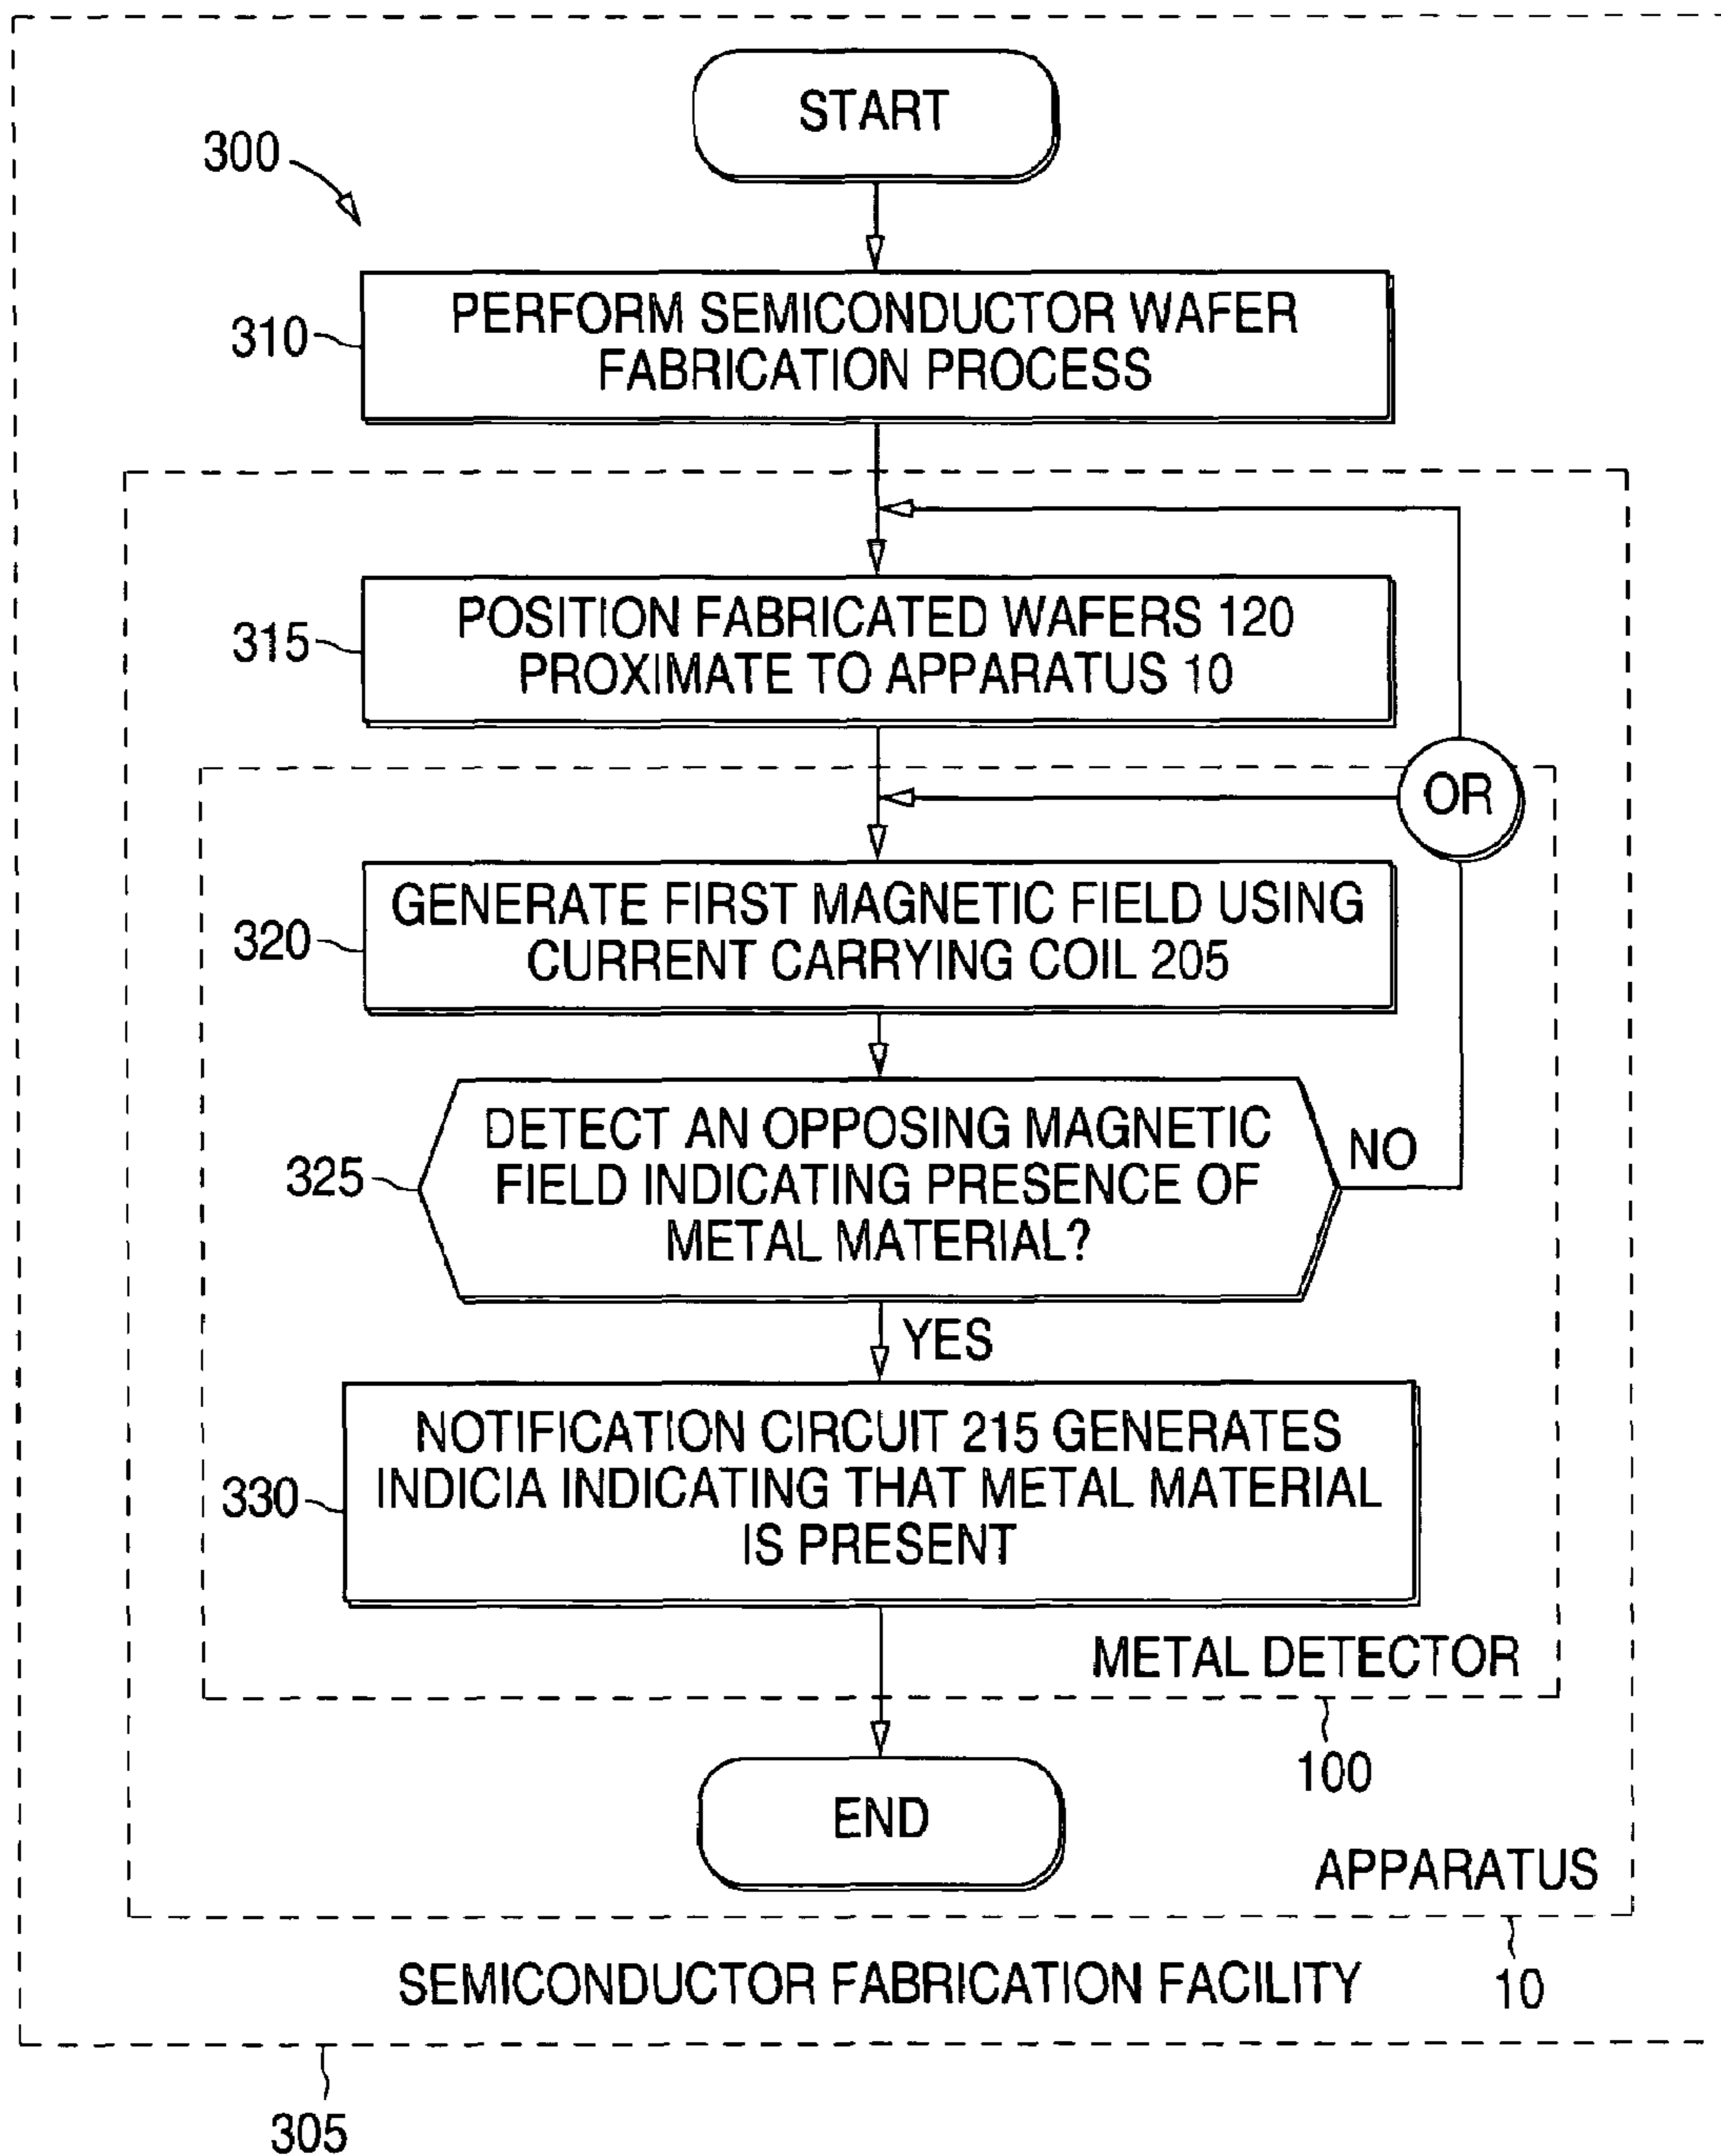 START
300
310
PERFORM SEMICONDUCTOR WAFER
FABRICATION PROCESS
315
POSITION FABRICATED WAFERS 120
PROXIMATE TO APPARATUS 10
OR
320
GENERATE FIRST MAGNETIC FIELD USING
CURRENT CARRYING COIL 205
325
DETECT AN OPPOSING MAGNETIC
FIELD INDICATING PRESENCE OF
METAL MATERIAL?
NO
YES
330
NOTIFICATION CIRCUIT 215 GENERATES
INDICIA INDICATING THAT METAL MATERIAL
IS PRESENT
METAL DETECTOR
100
END
APPARATUS
10
SEMICONDUCTOR FABRICATION FACILITY
305